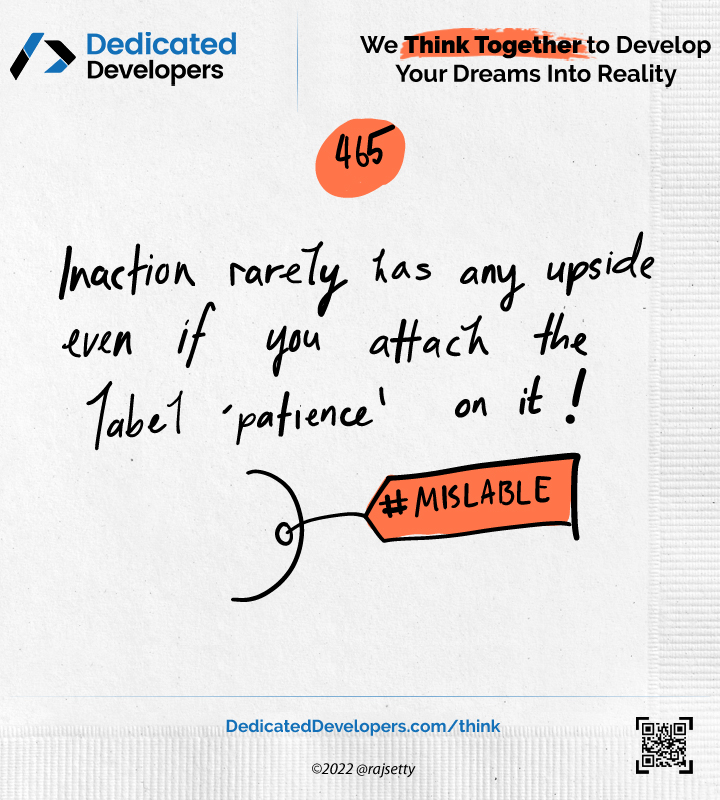 Dedicated
Developers
We Think Together to Develop
Your Dreams Into Reality
465
Inaction rarely has any upside
even if you attach the
label 'patience' on it!
#MISLABLE
DedicatedDevelopers.com/think
©2022 @rajsetty